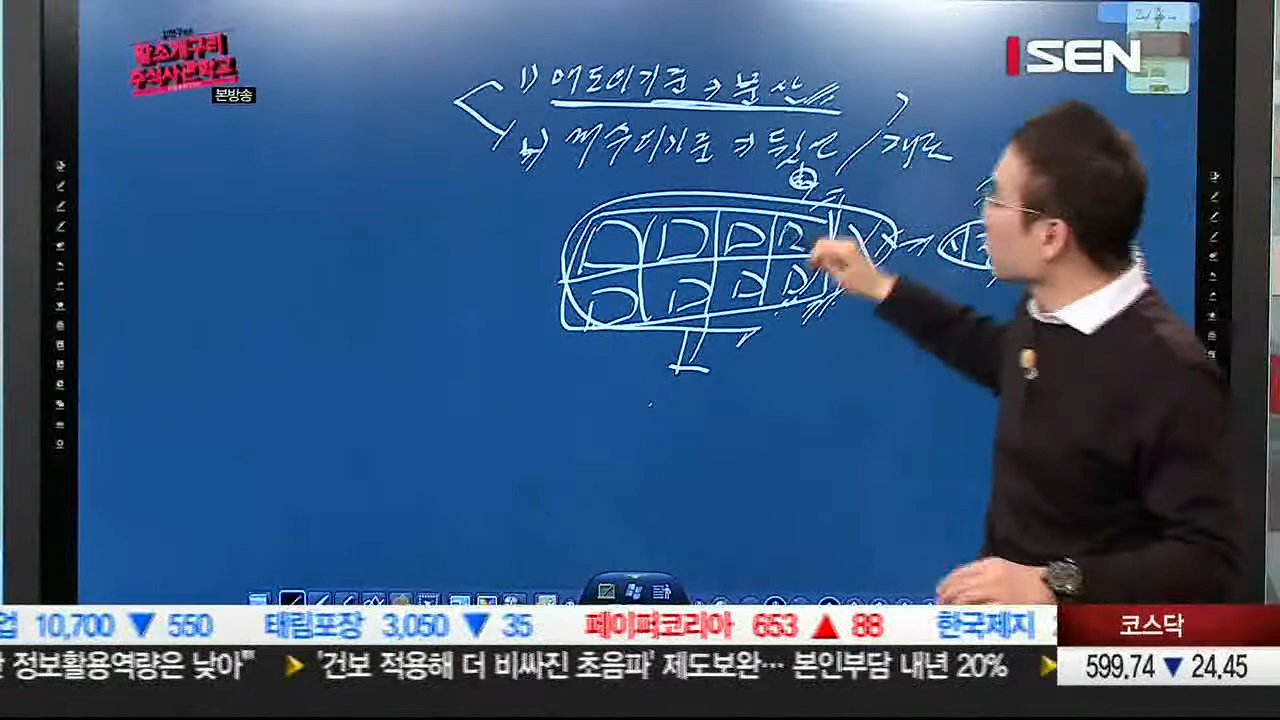 황소개구리
주식사관학교
본방송
SEN
1) 매도의 기준 → 분산
2) 매수의 기준 →
업 10,700 ▼ 550 태림포장 3,050 ▼ 35 페이퍼코리아 653 ▲ 88 한국제지
코스닥
정보활용역량은 낮아" ▶ '건보 적용해 더 비싸진 초음파' 제도보완… 본인부담 내년 20% ▶
599.74 ▼ 24.45